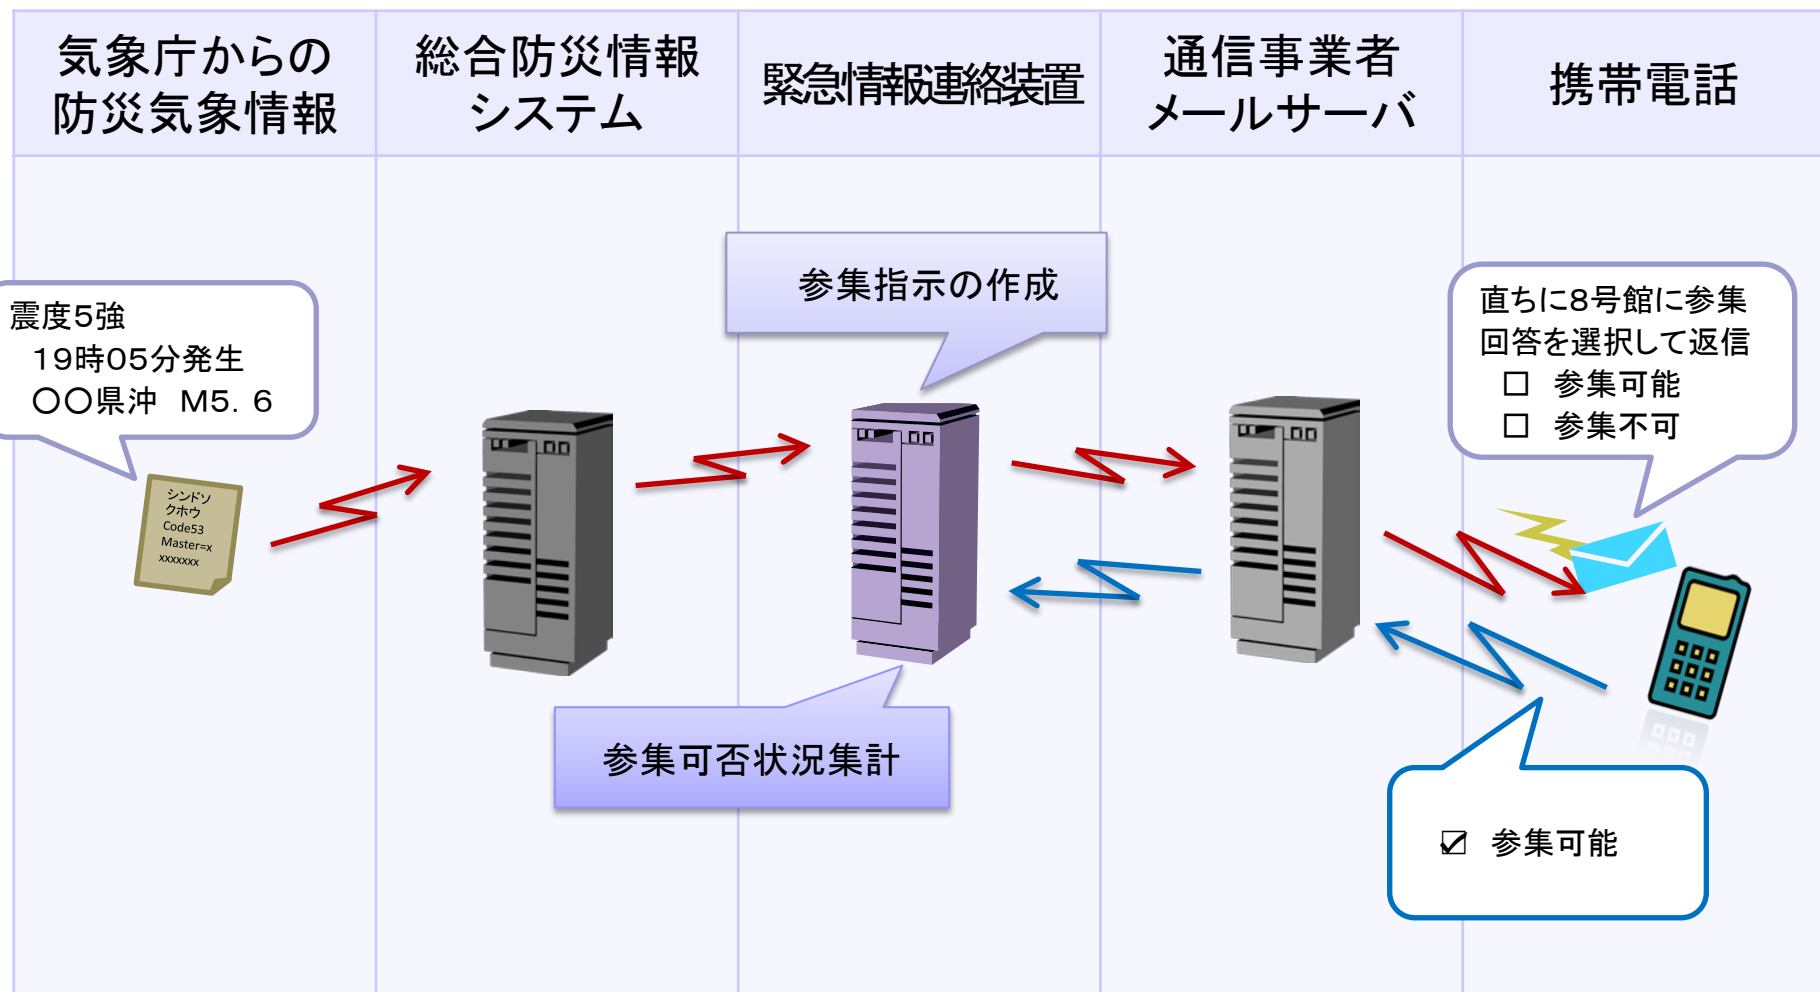 気象庁からの
防災気象情報
総合防災情報
システム
緊急情報連絡装置
通信事業者
メールサーバ
携帯電話
参集指示の作成
震度5強
19時05分発生
〇〇県沖　M5．6
直ちに8号館に参集
回答を選択して返信
□　参集可能
□　参集不可
シンドソ
クホウ
Code53
Master=x
xxxxxxx
参集可否状況集計
☑　参集可能